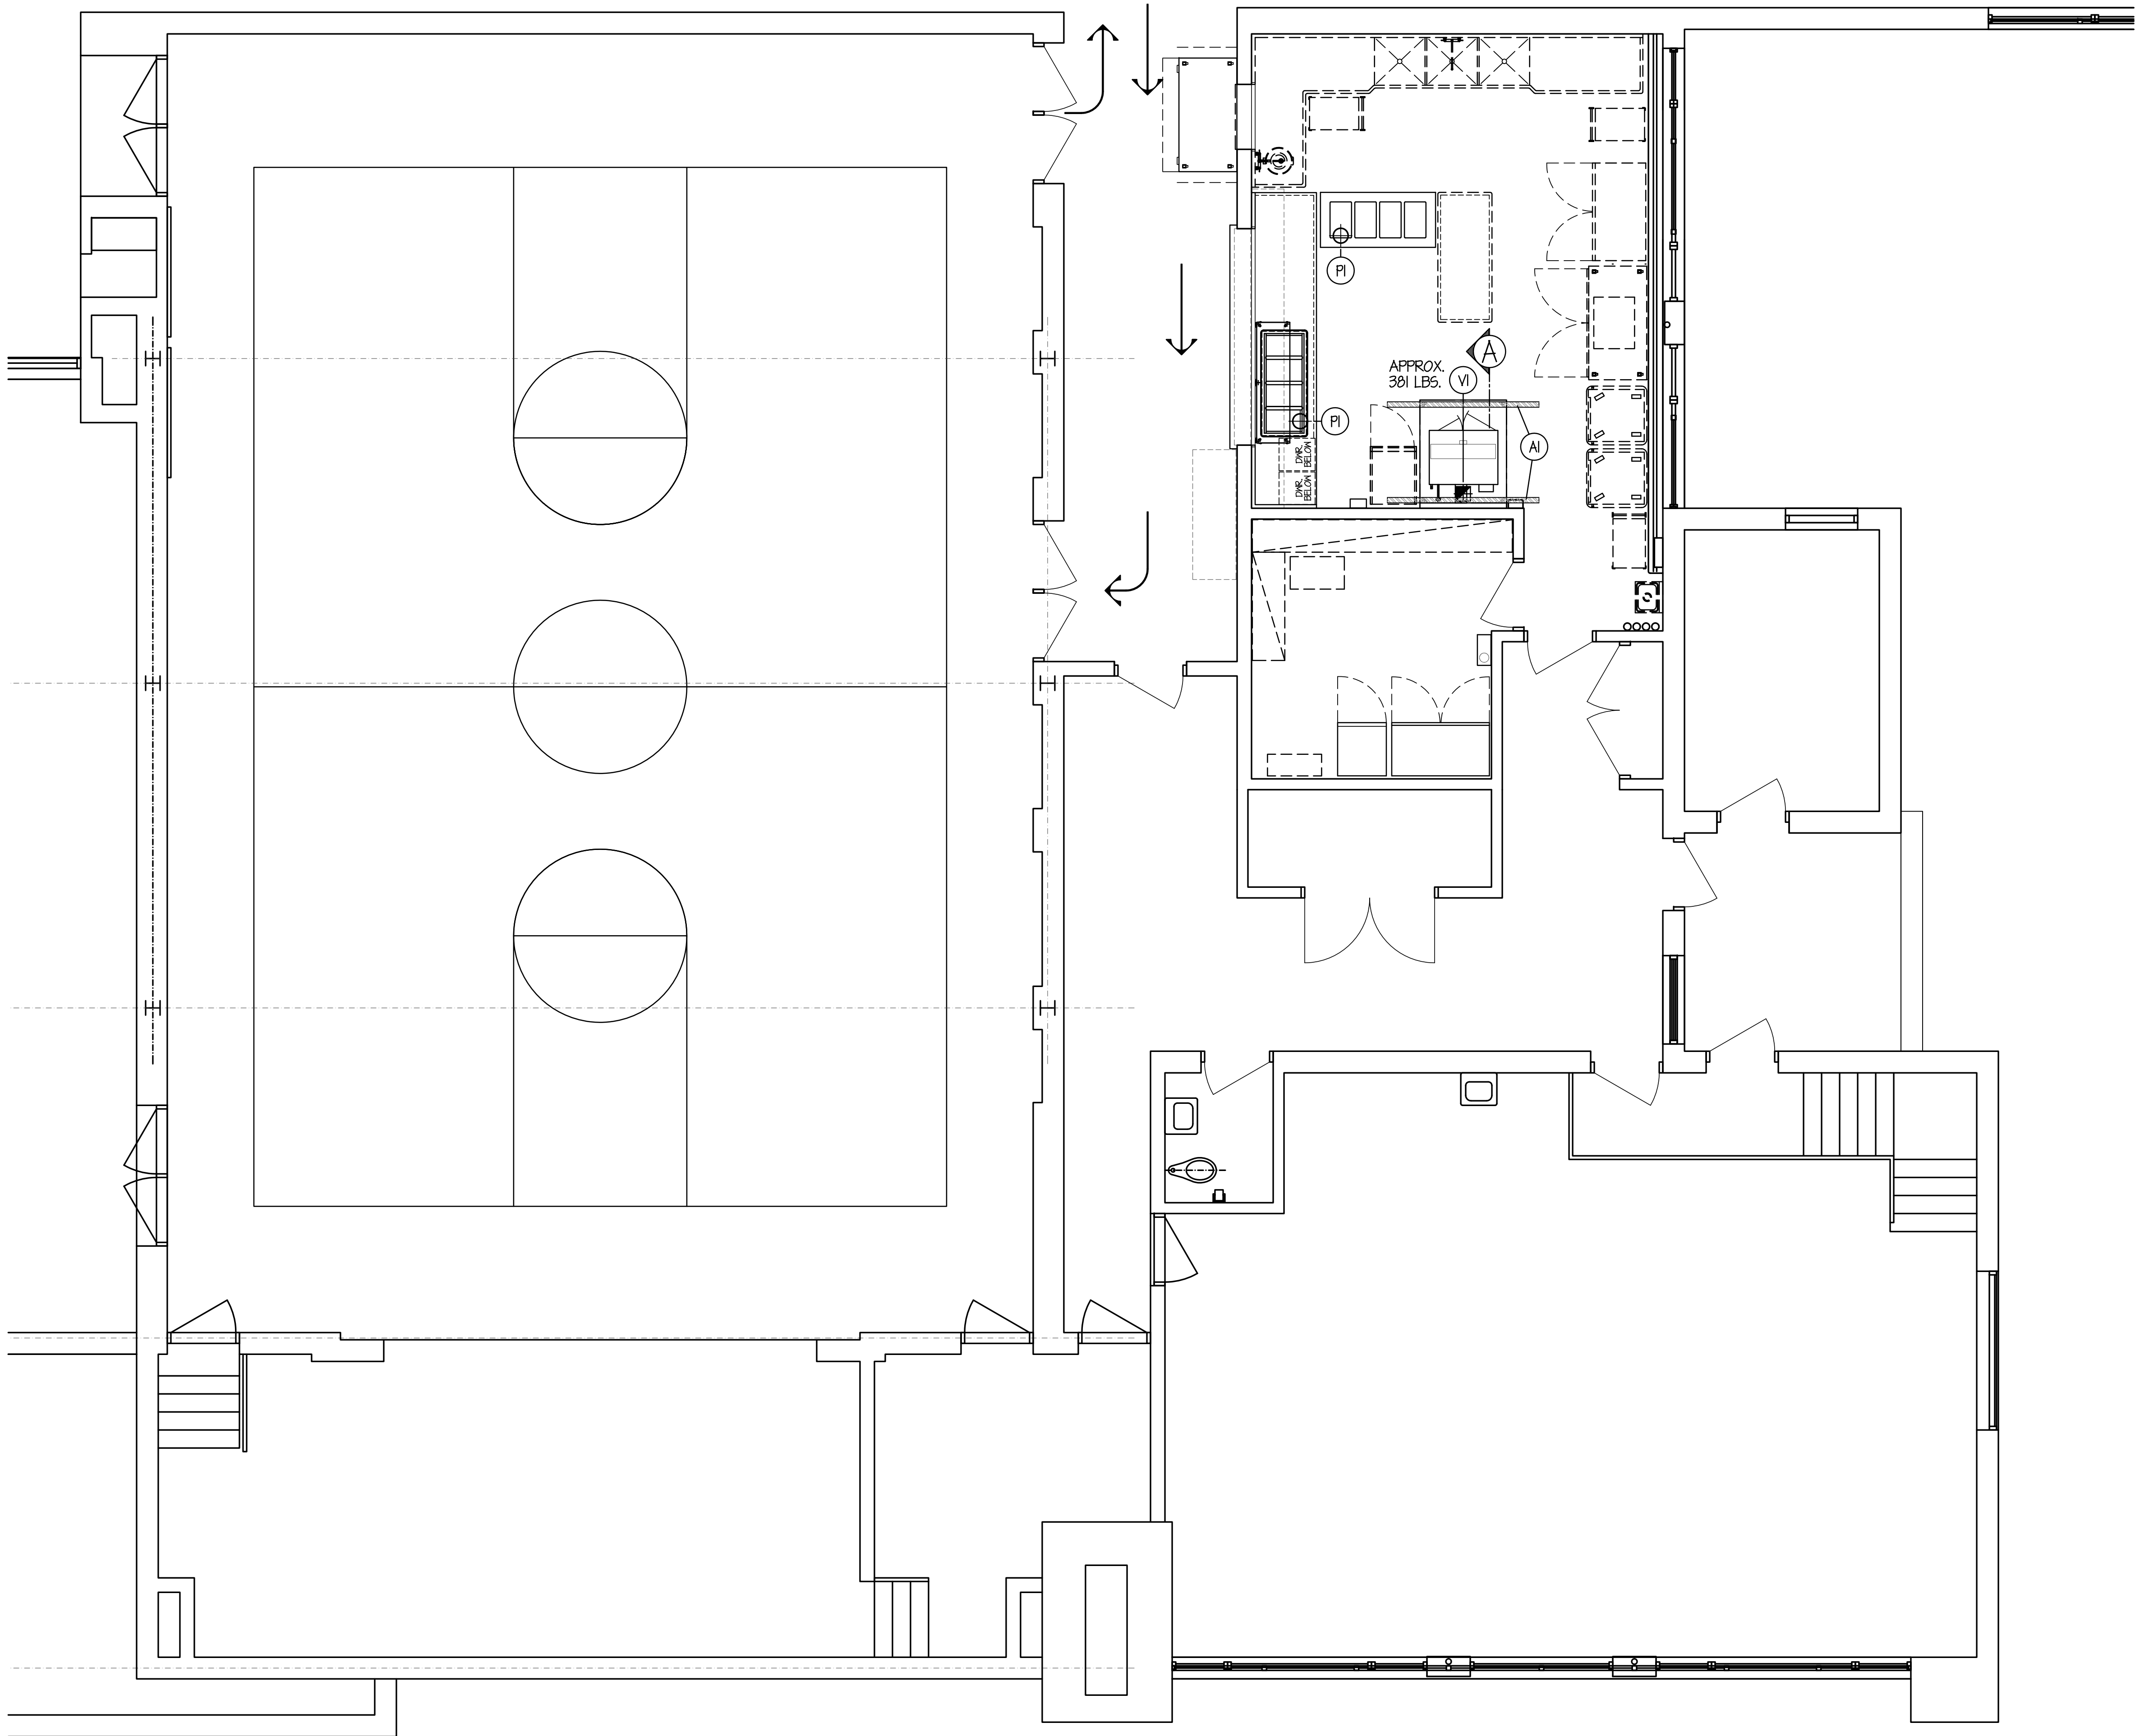 P1
A
APPROX.
381 LBS.
V1
P1
A1
DWR.
BELOW
DWR.
BELOW